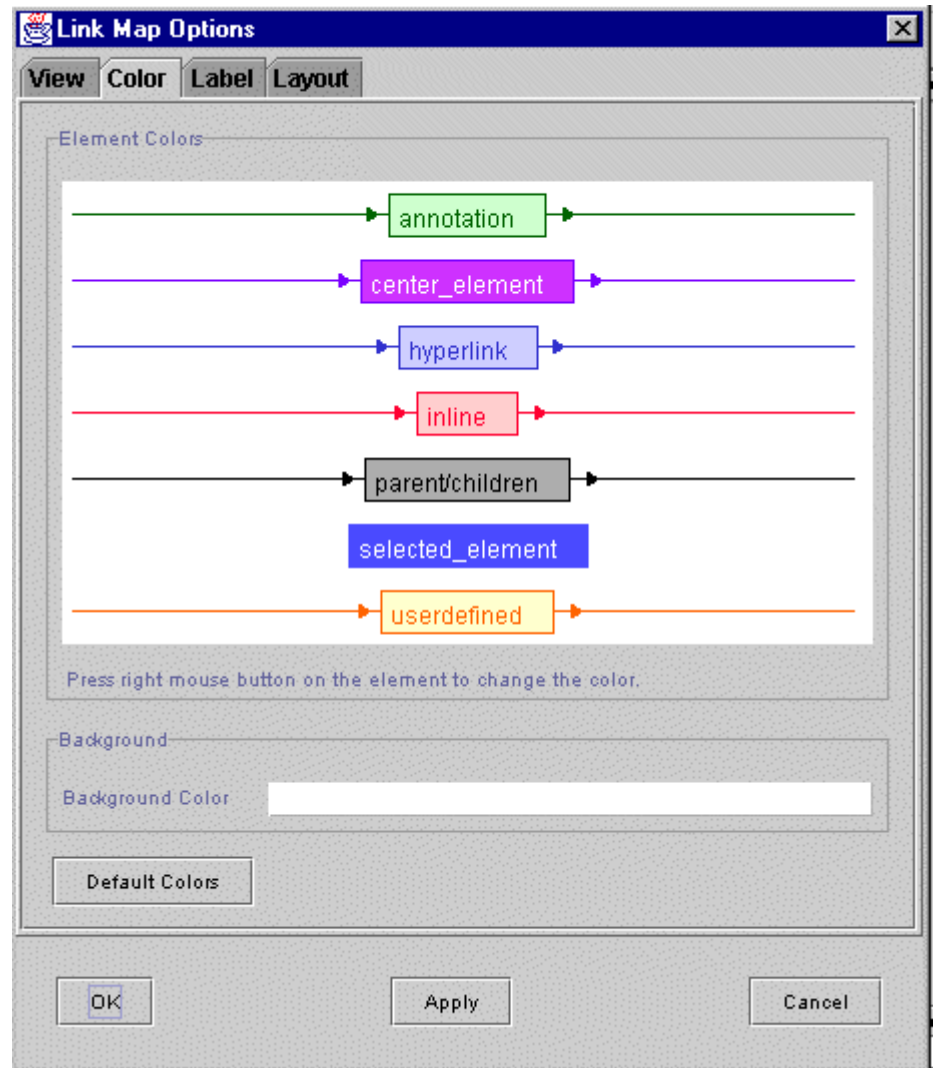 Link Map Options
View Color Label Layout
Element Colors
annotation
center_element
hyperlink
inline
parent/children
selected_element
userdefined
Press right mouse button on the element to change the color.
Background
Background Color
Default Colors
OK Apply Cancel